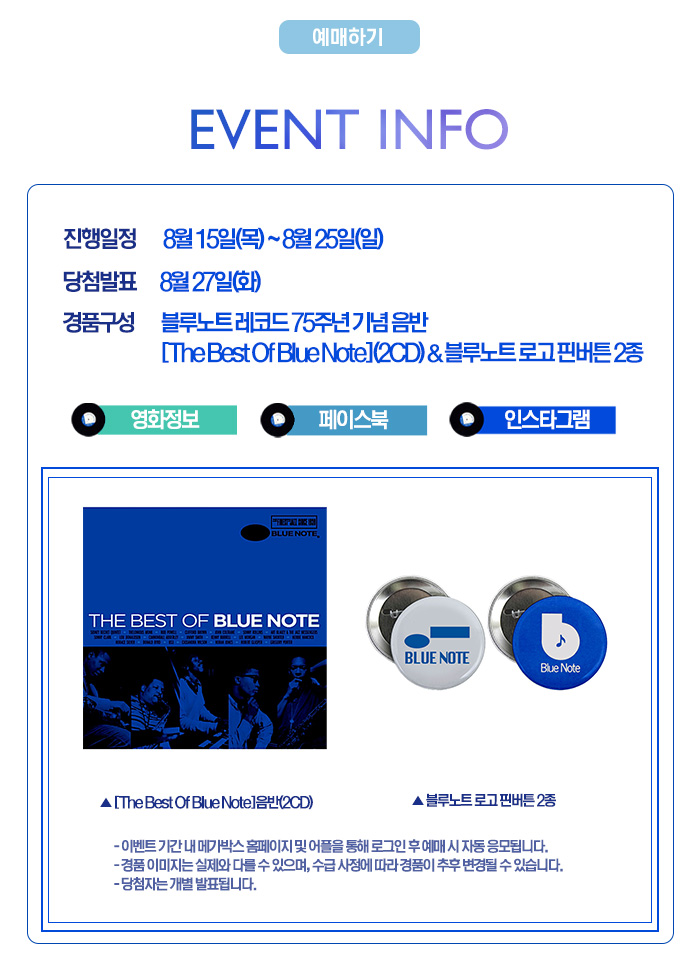 예매하기
EVENT INFO
진행일정 8월 15일(목) ~ 8월 25일(일)
당첨발표 8월 27일(화)
경품구성 블루노트 레코드 75주년 기념 음반
[The Best Of Blue Note](2CD) & 블루노트 로고 핀버튼 2종
영화정보 페이스북 인스타그램
BLUE NOTE
THE BEST OF BLUE NOTE
BLUE NOTE
Blue Note
▲ [The Best Of Blue Note]음반(2CD)
▲ 블루노트 로고 핀버튼 2종
- 이벤트 기간 내 메가박스 홈페이지 및 어플을 통해 로그인 후 예매 시 자동 응모됩니다.
- 경품 이미지는 실제와 다를 수 있으며, 수급 사정에 따라 경품이 추후 변경될 수 있습니다.
- 당첨자는 개별 발표됩니다.